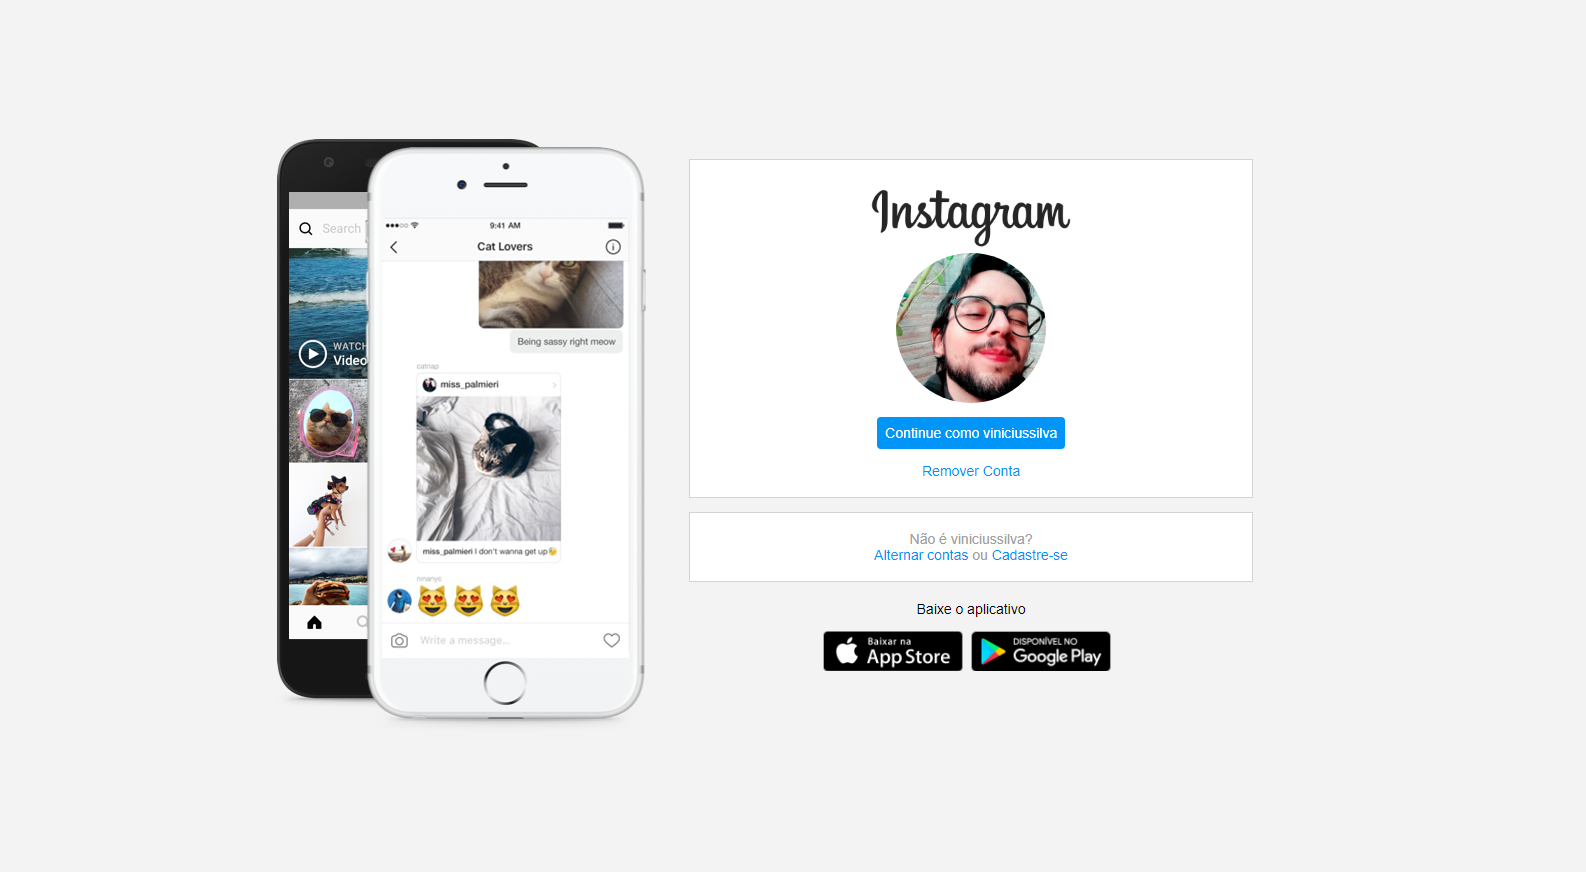 Search
WATCH
Video
9:41 AM
Cat Lovers
Being sassy right meow
catnap
miss_palmieri
miss_palmieri I don't wanna get up😴
ninanyc
😻😻😻
Write a message...
Instagram
Continue como viniciussilva
Remover Conta
Não é viniciussilva?
Alternar contas ou Cadastre-se
Baixe o aplicativo
Baixar na
App Store
DISPONÍVEL NO
Google Play